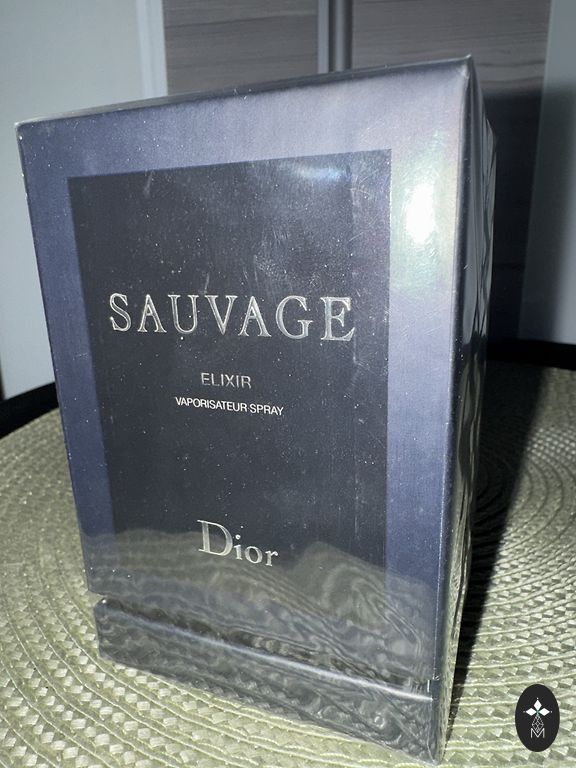 SAUVAGE
ELIXIR
VAPORISATEUR SPRAY
Dior
M